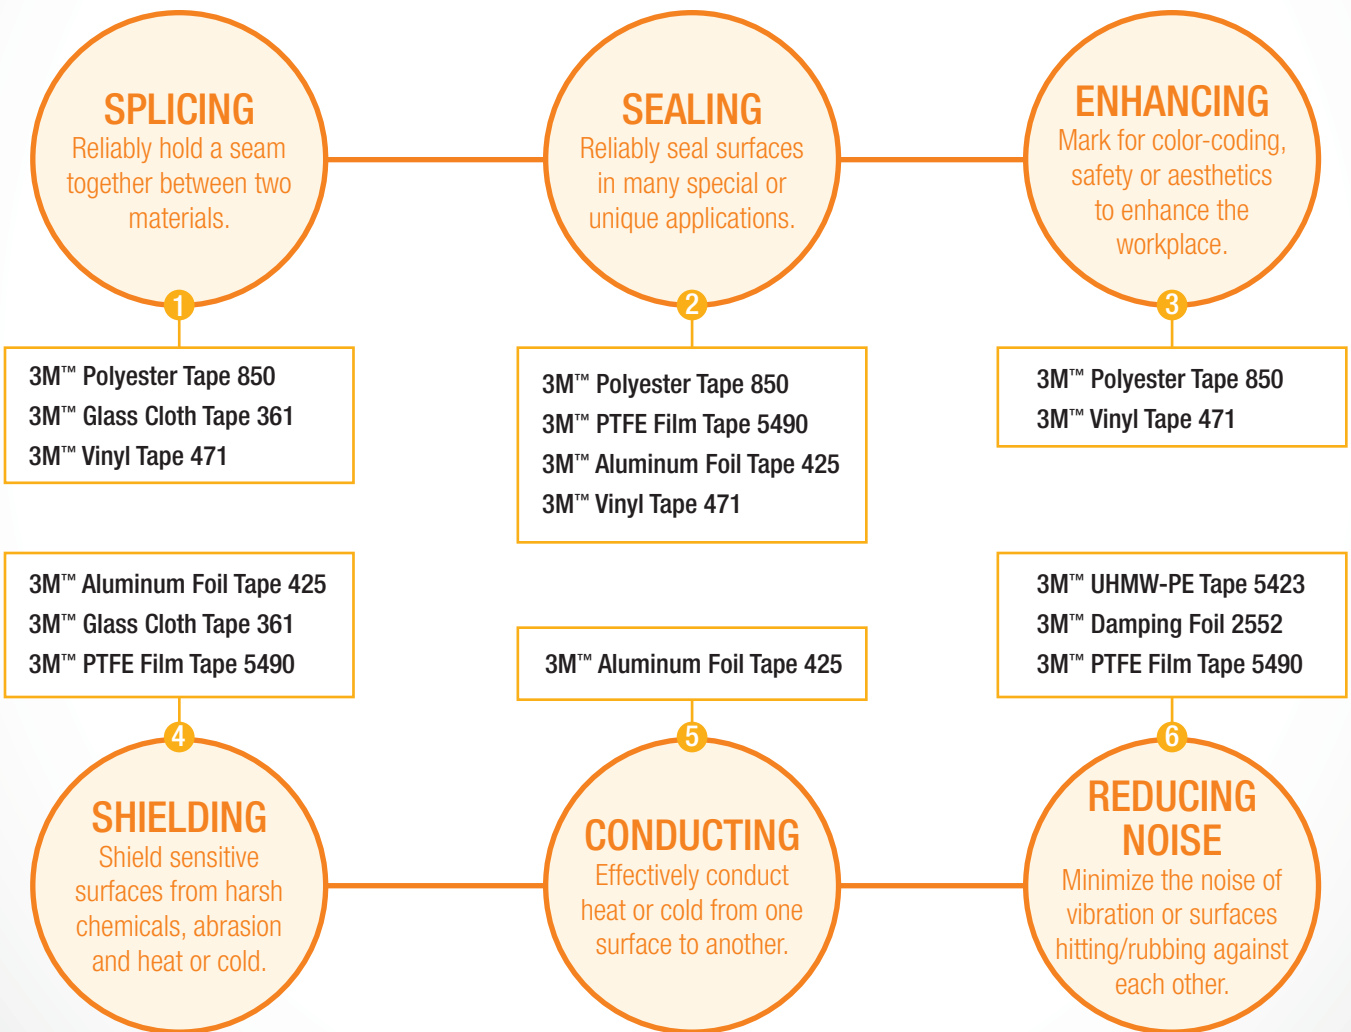 SPLICING
Reliably hold a seam
together between two
materials.
1
3M™ Polyester Tape 850
3M™ Glass Cloth Tape 361
3M™ Vinyl Tape 471
SEALING
Reliably seal surfaces
in many special or
unique applications.
2
3M™ Polyester Tape 850
3M™ PTFE Film Tape 5490
3M™ Aluminum Foil Tape 425
3M™ Vinyl Tape 471
ENHANCING
Mark for color-coding,
safety or aesthetics
to enhance the
workplace.
3
3M™ Polyester Tape 850
3M™ Vinyl Tape 471
3M™ Aluminum Foil Tape 425
3M™ Glass Cloth Tape 361
3M™ PTFE Film Tape 5490
4
SHIELDING
Shield sensitive
surfaces from harsh
chemicals, abrasion
and heat or cold.
3M™ Aluminum Foil Tape 425
5
CONDUCTING
Effectively conduct
heat or cold from one
surface to another.
3M™ UHMW-PE Tape 5423
3M™ Damping Foil 2552
3M™ PTFE Film Tape 5490
6
REDUCING
NOISE
Minimize the noise of
vibration or surfaces
hitting/rubbing against
each other.